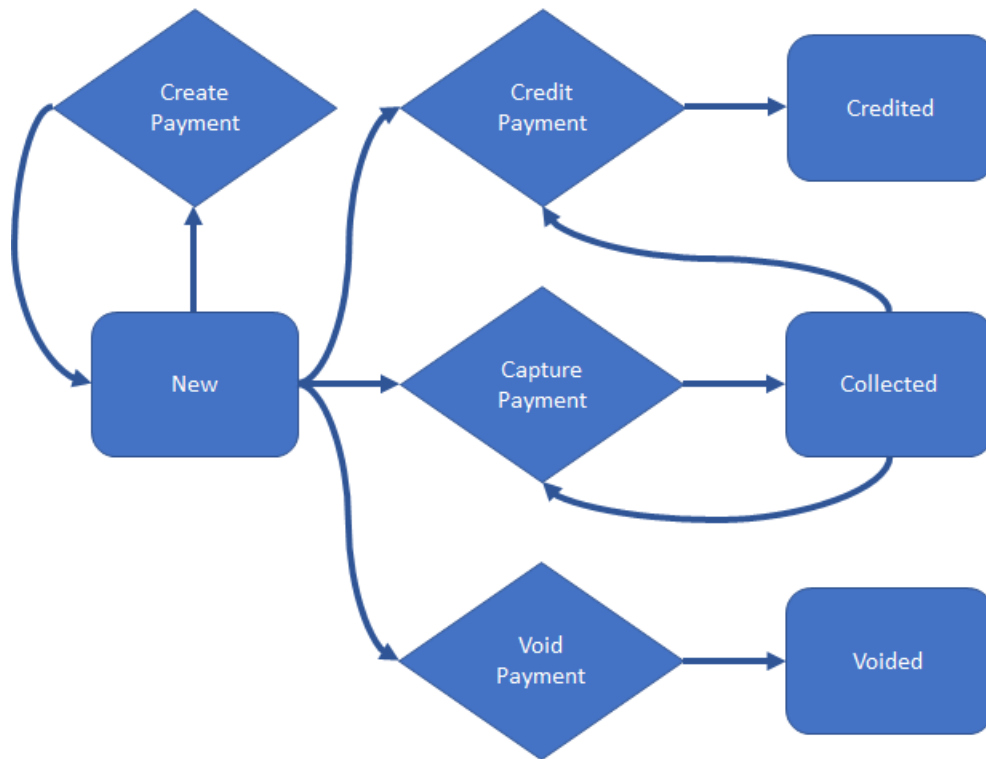 Create
Payment
Credit
Payment
Credited
New
Capture
Payment
Collected
Void
Payment
Voided